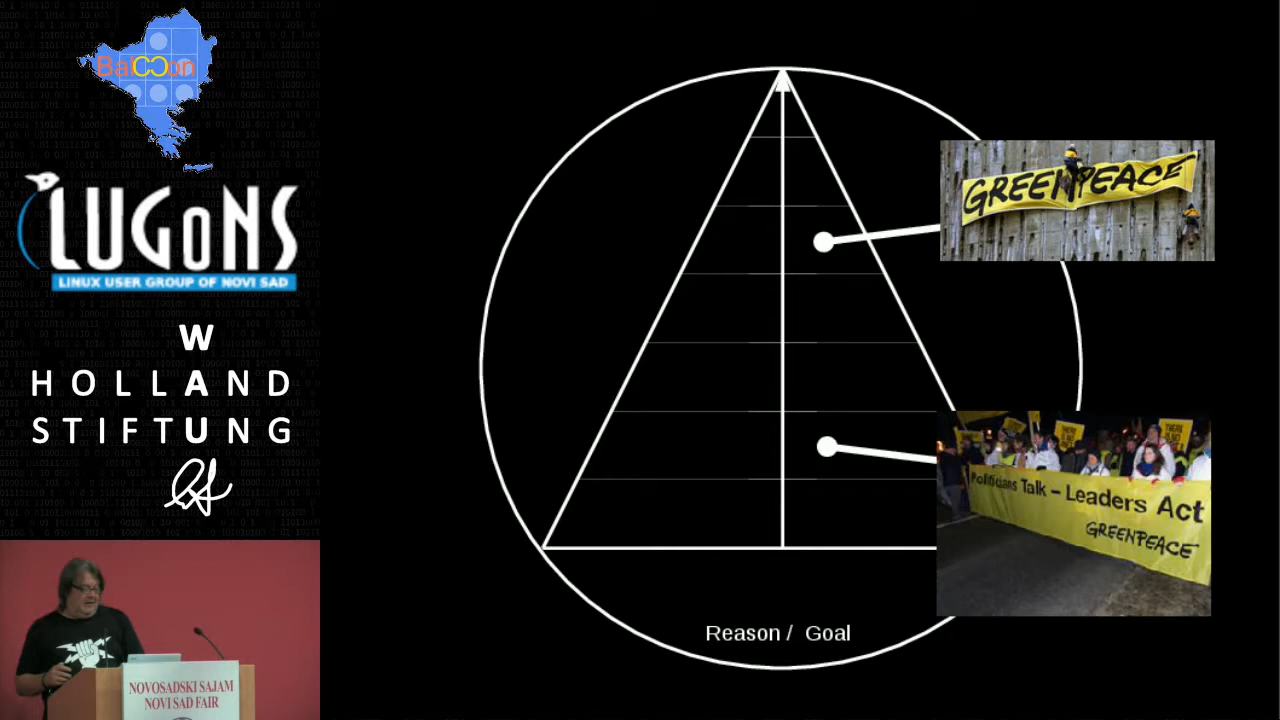 BalCCon
LUGoNS
LINUX USER GROUP OF NOVI SAD
W
HOLLAND
STIFTUNG
NOVOSADSKI SAJAM
NOVI SAD FAIR
GREENPEACE
Politicians Talk – Leaders Act
GREENPEACE
Reason / Goal